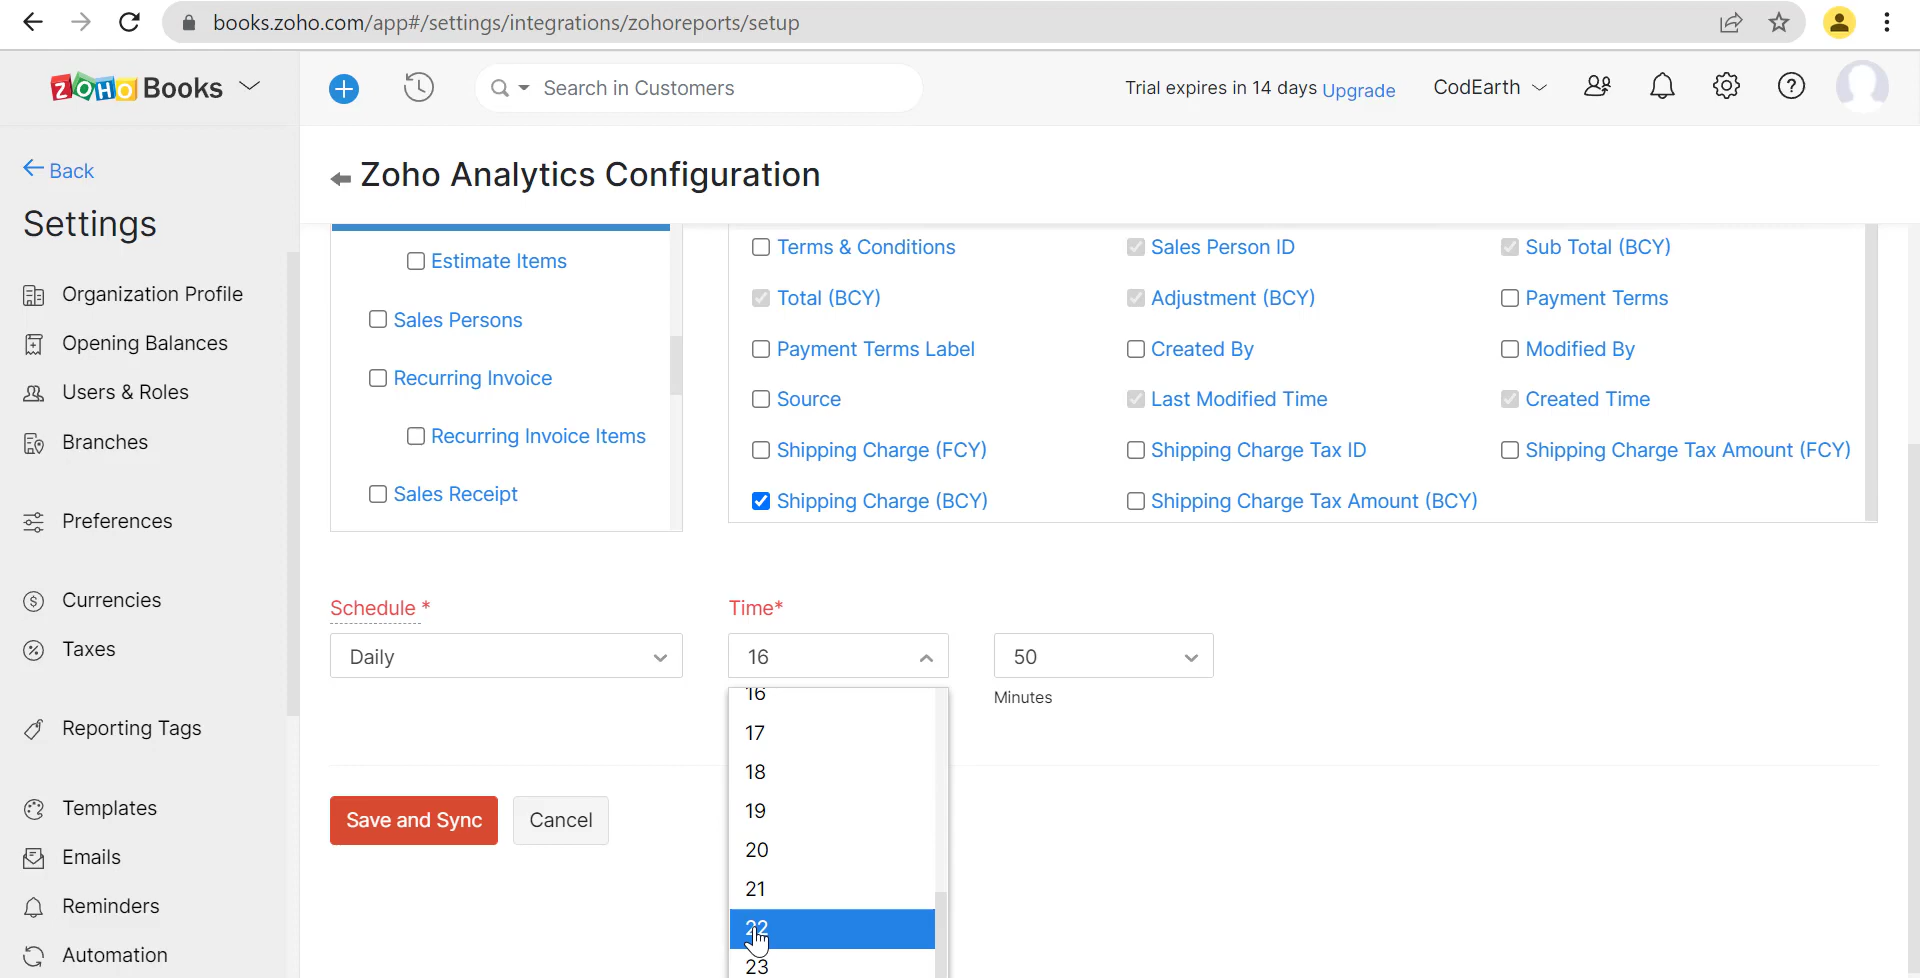 books.zoho.com/app#/settings/integrations/zohoreports/setup
ZOHO Books
Search in Customers
Trial expires in 14 days Upgrade
CodEarth
Back
Settings
Organization Profile
Opening Balances
Users & Roles
Branches
Preferences
Currencies
Taxes
Reporting Tags
Templates
Emails
Reminders
Automation
Zoho Analytics Configuration
Estimate Items
Sales Persons
Recurring Invoice
Recurring Invoice Items
Sales Receipt
Terms & Conditions
Sales Person ID
Sub Total (BCY)
Total (BCY)
Adjustment (BCY)
Payment Terms
Payment Terms Label
Created By
Modified By
Source
Last Modified Time
Created Time
Shipping Charge (FCY)
Shipping Charge Tax ID
Shipping Charge Tax Amount (FCY)
Shipping Charge (BCY)
Shipping Charge Tax Amount (BCY)
Schedule *
Daily
Time*
16
50
Minutes
16
17
18
19
20
21
22
23
Save and Sync
Cancel